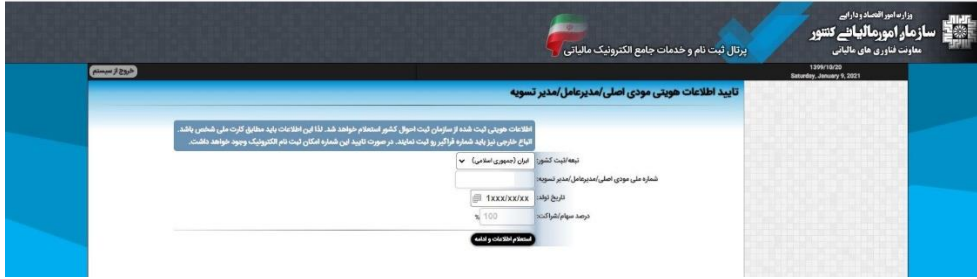 وزارت امور اقتصاد و دارایی
سازمان امور مالیاتی کشور
معاونت فناوری های مالیاتی
پرتال ثبت نام و خدمات جامع الکترونیک مالیاتی
1399/10/20
Saturday, January 9, 2021
خروج از سیستم
تایید اطلاعات هویتی مودی اصلی/مدیرعامل/مدیر تسویه
اطلاعات هویتی ثبت شده از سازمان ثبت احوال کشور استعلام خواهد شد. لذا این اطلاعات باید مطابق کارت ملی شخص باشد.
اتباع خارجی نیز باید شماره فراگیر رو ثبت نمایند. در صورت تایید این شماره امکان ثبت نام الکترونیک وجود خواهد داشت.
تبعه/ثبت کشور: ایران (جمهوری اسلامی)
شماره ملی مودی اصلی/مدیرعامل/مدیر تسویه:
تاریخ تولد: 1xxx/xx/xx
درصد سهام/شراکت: 100 %
استعلام اطلاعات و ادامه